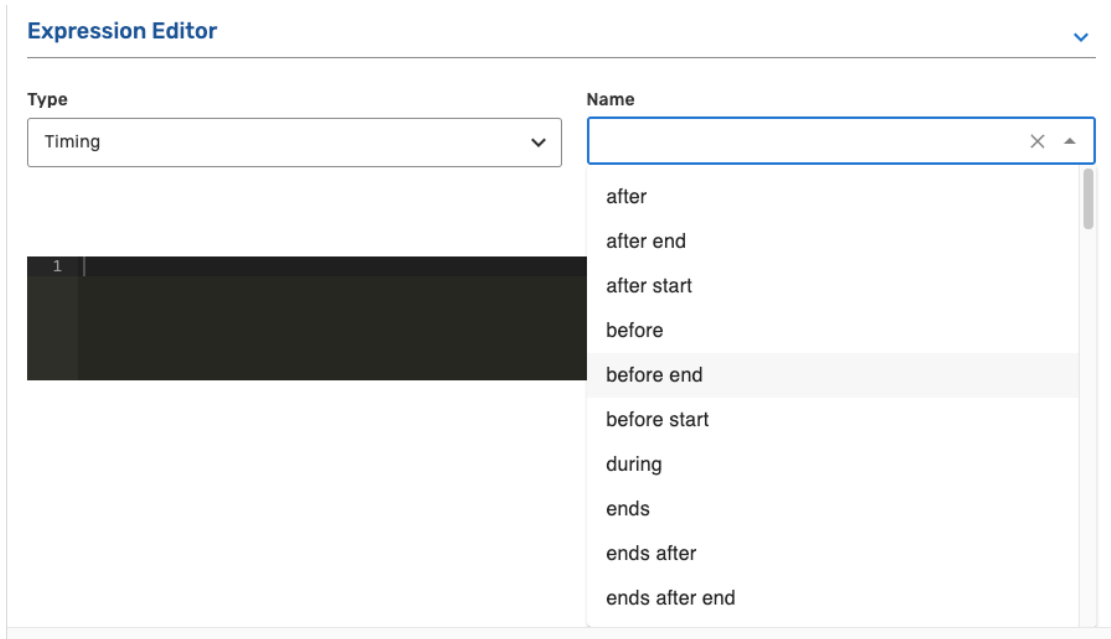 Expression Editor
Type
Name
Timing
after
after end
after start
before
before end
before start
during
ends
ends after
ends after end
1